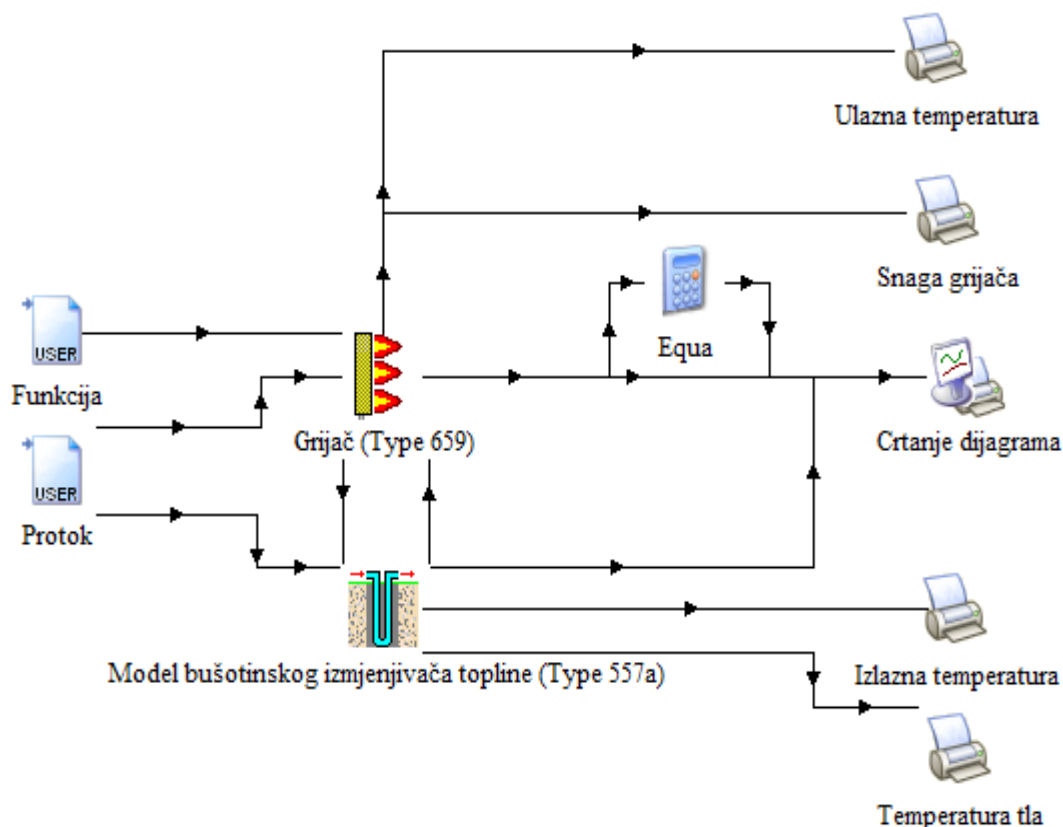 Ulazna temperatura
Snaga grijača
USER
Funkcija
Equa
Grijač (Type 659)
Crtanje dijagrama
USER
Protok
Model bušotinskog izmjenjivača topline (Type 557a)
Izlazna temperatura
Temperatura tla